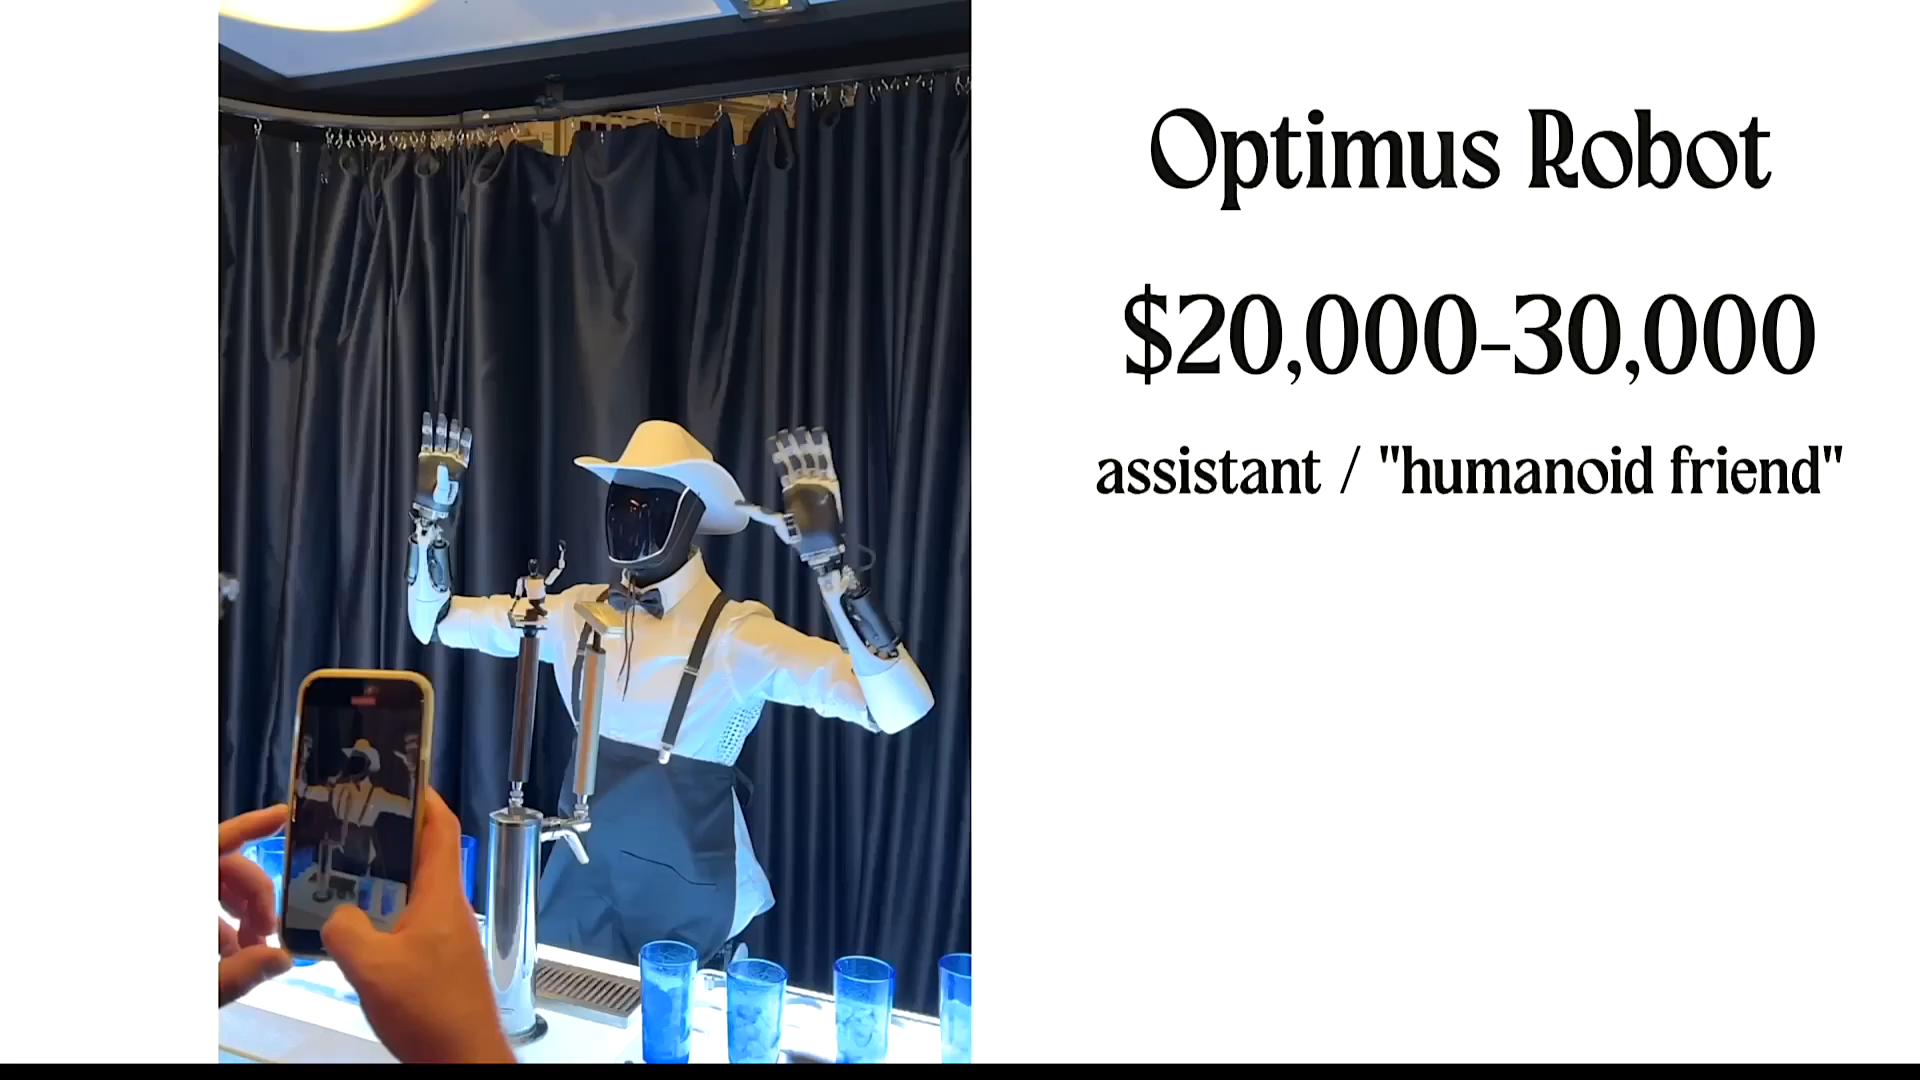 Optimus Robot
$20,000-30,000
assistant / "humanoid friend"